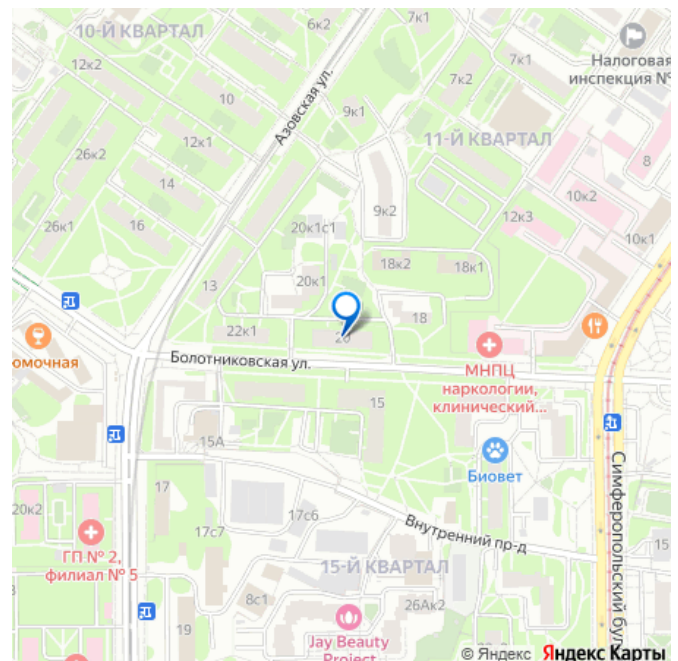 10-Й КВАРТАЛ
6к2
7к1
12к2
Налоговая
инспекция №
7к2
7к1
10
Азовская ул.
9к1
12к1
11-Й КВАРТАЛ
26к2
8
14
10к2
9к2
26к1
16
12к3
20к1с1
10к1
18к2
18к1
13
20к1
18
22к1
омочная
Болотниковская ул.
МНПЦ
наркологии,
клинический...
15
15А
Биовет
Симферопольский бул
17
20к2
17с6
Внутренний пр-д
17с7
ГП № 2,
филиал № 5
15
15-Й КВАРТАЛ
8с1
26Ак2
19
Jay Beauty
Project
© Яндекс Яндекс Карты